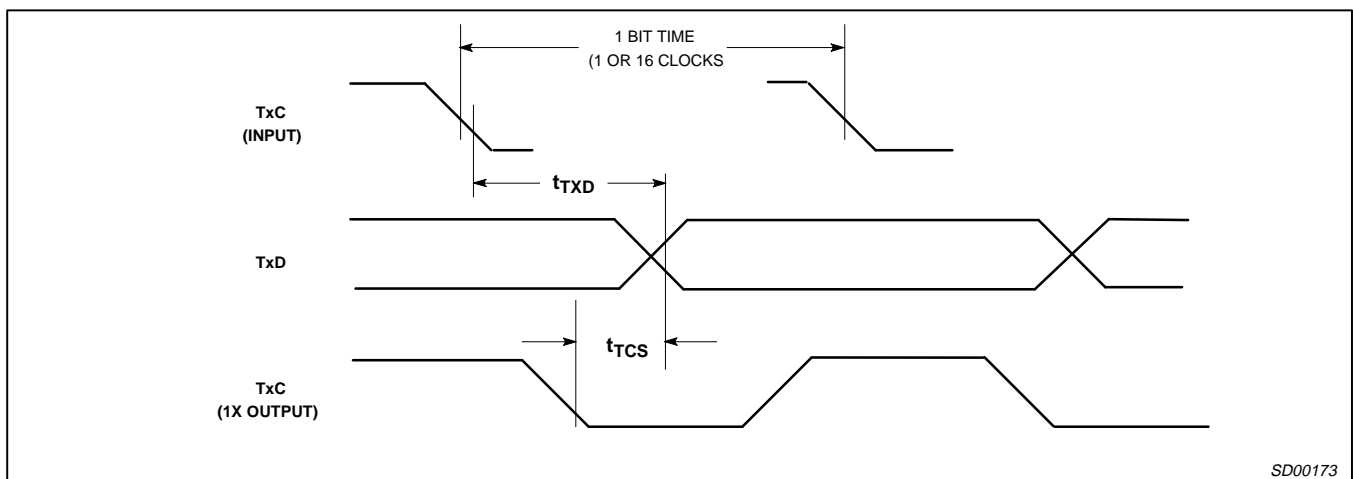 1 BIT TIME
(1 OR 16 CLOCKS
TxC
(INPUT)
tTXD
TxD
tTCS
TxC
(1X OUTPUT)
SD00173